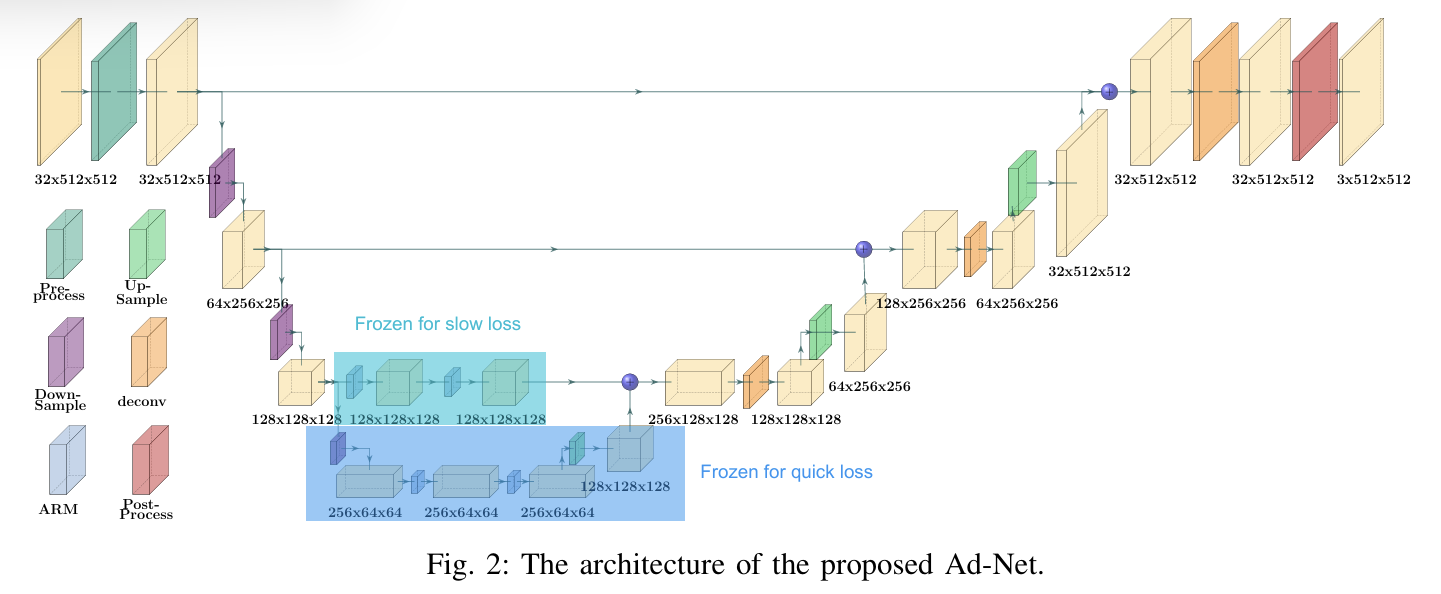 32x512x512
32x512x512
32x512x512
32x512x512
3x512x512
Pre-
process
Up-
Sample
64x256x256
128x256x256
64x256x256
32x512x512
Frozen for slow loss
Down-
Sample
deconv
128x128x128
128x128x128
128x128x128
256x128x128
128x128x128
64x256x256
Frozen for quick loss
128x128x128
ARM
Post-
Process
256x64x64
256x64x64
256x64x64
Fig. 2: The architecture of the proposed Ad-Net.